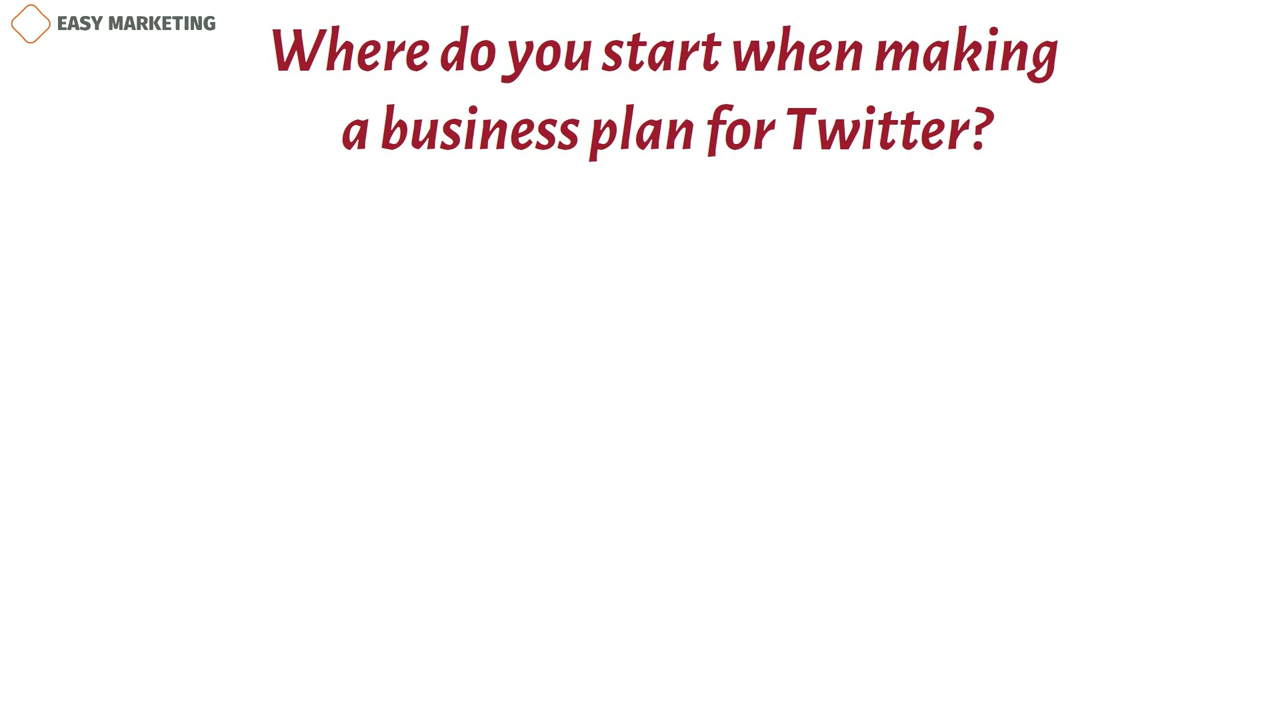 EASY MARKETING
Where do you start when making
a business plan for Twitter?